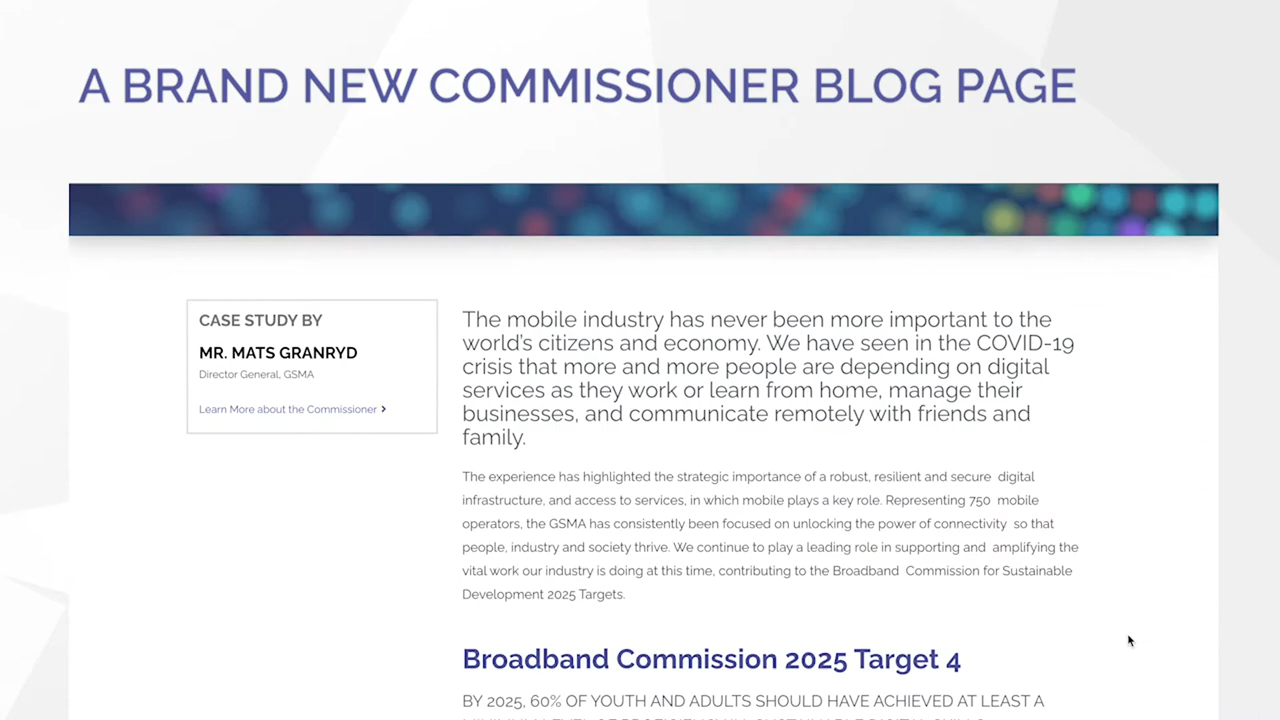 A BRAND NEW COMMISSIONER BLOG PAGE
CASE STUDY BY
MR. MATS GRANRYD
Director General, GSMA
Learn More about the Commissioner >
The mobile industry has never been more important to the
world's citizens and economy. We have seen in the COVID-19
crisis that more and more people are depending on digital
services as they work or learn from home, manage their
businesses, and communicate remotely with friends and
family.
The experience has highlighted the strategic importance of a robust, resilient and secure digital
infrastructure, and access to services, in which mobile plays a key role. Representing 750 mobile
operators, the GSMA has consistently been focused on unlocking the power of connectivity so that
people, industry and society thrive. We continue to play a leading role in supporting and amplifying the
vital work our industry is doing at this time, contributing to the Broadband Commission for Sustainable
Development 2025 Targets.
Broadband Commission 2025 Target 4
BY 2025, 60% OF YOUTH AND ADULTS SHOULD HAVE ACHIEVED AT LEAST A